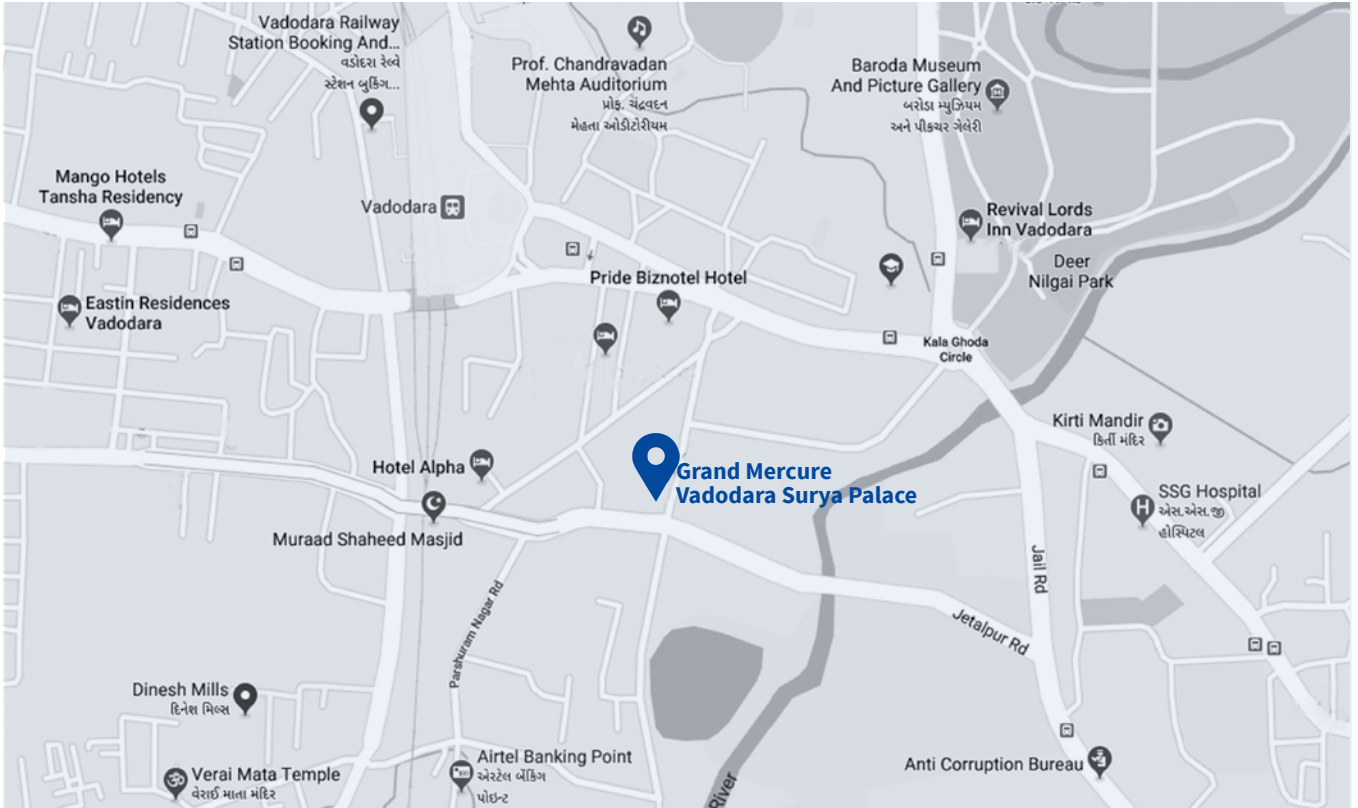 Vadodara Railway
Station Booking And...
વડોદરા રેલ્વે
સ્ટેશન બુકિંગ...
Prof. Chandravadan
Mehta Auditorium
પ્રોફ. ચંદ્રવદન
મેહતા ઓડીટોરીયમ
Baroda Museum
And Picture Gallery
બરોડા મ્યુઝિયમ
અને પીકચર ગેલેરી
Mango Hotels
Tansha Residency
Vadodara
Revival Lords
Inn Vadodara
Deer
Nilgai Park
Pride Biznotel Hotel
Eastin Residences
Vadodara
Kala Ghoda
Circle
Kirti Mandir
કિર્તી મંદિર
Hotel Alpha
Grand Mercure
Vadodara Surya Palace
SSG Hospital
એસ.એસ.જી
હોસ્પિટલ
H
Muraad Shaheed Masjid
Jail Rd
Parshuram Nagar Rd
Jetalpur Rd
Dinesh Mills
દિનેશ મિલ્સ
Airtel Banking Point
એરટેલ બેંકિંગ
પોઇન્ટ
Anti Corruption Bureau
Verai Mata Temple
વેરાઈ માતા મંદિર
River